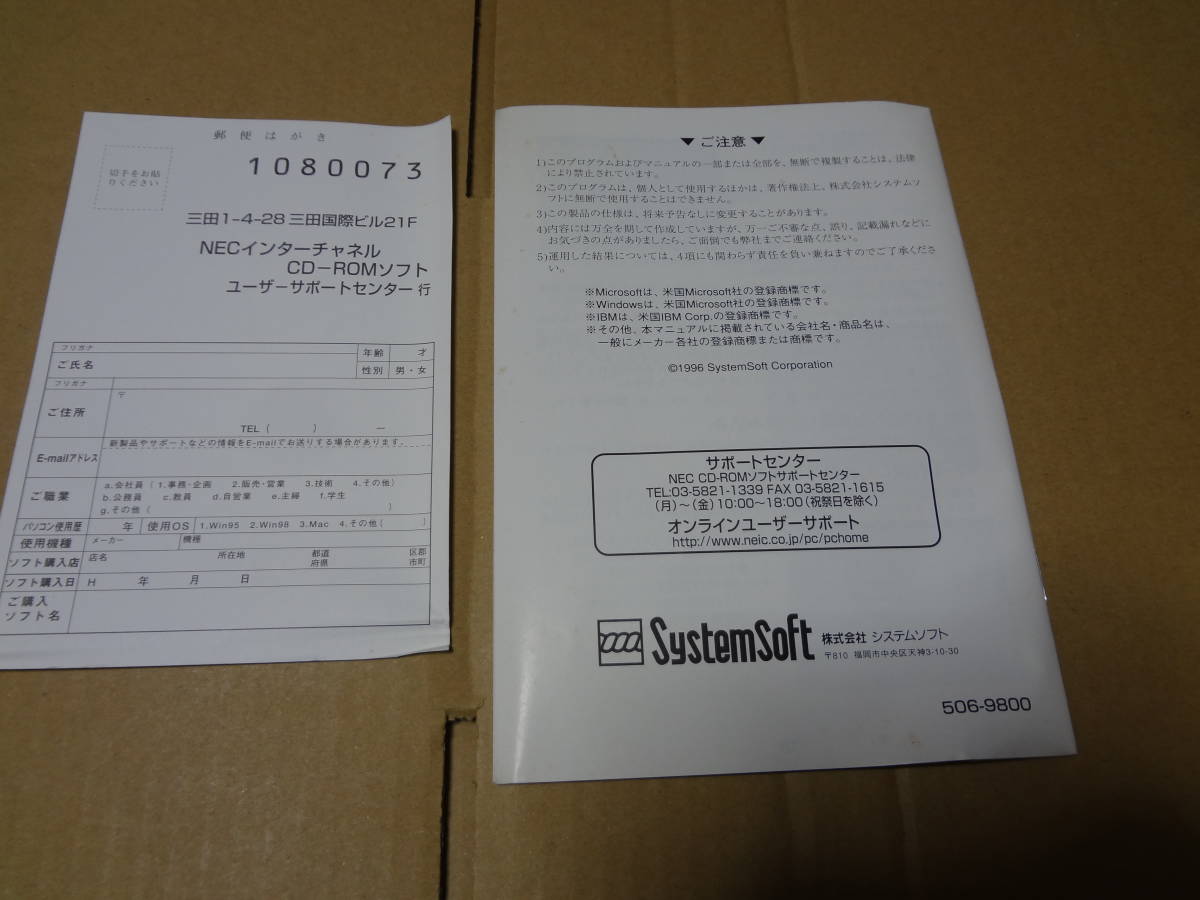 郵便はがき
切手をお貼
りください
1080073
三田1-4-28 三田国際ビル21F
NECインターチャネル
CD-ROMソフト
ユーザーサポートセンター 行
フリガナ
ご氏名
年齢 才
性別 男・女
フリガナ
ご住所
〒
TEL ( ) ー
E-mailアドレス
新製品やサポートなどの情報をE-mailでお送りする場合があります。
ご職業
a.会社員 ( 1.事務・企画 2.販売・営業 3.技術 4.その他)
b.公務員 c.教員 d.自営業 e.主婦 f.学生
g.その他 ( )
パソコン使用歴 年 使用OS 1.Win95 2.Win98 3.Mac 4.その他( )
使用機種 メーカー 機種
ソフト購入店 店名 所在地 都道府県 区郡市町
ソフト購入日 H 年 月 日
ご購入
ソフト名
▼ご注意▼
1)このプログラムおよびマニュアルの一部または全部を、無断で複製することは、法律
により禁止されています。
2)このプログラムは、個人として使用するほかは、著作権法上、株式会社システムソ
フトに無断で使用することはできません。
3)この製品の仕様は、将来予告なしに変更することがあります。
4)内容には万全を期して作成していますが、万一ご不審な点、誤り、記載漏れなどに
お気づきの点がありましたら、ご面倒でも弊社までご連絡ください。
5)運用した結果については、4項にも関わらず責任を負い兼ねますのでご了承くださ
い。
※Microsoftは、米国Microsoft社の登録商標です。
※Windowsは、米国Microsoft社の登録商標です。
※IBMは、米国IBM Corp.の登録商標です。
※その他、本マニュアルに掲載されている会社名・商品名は、
一般にメーカー各社の登録商標または商標です。
©1996 SystemSoft Corporation
サポートセンター
NEC CD-ROMソフトサポートセンター
TEL:03-5821-1339 FAX 03-5821-1615
(月)〜(金)10:00〜18:00(祝祭日を除く)
オンラインユーザーサポート
http://www.neic.co.jp/pc/pchome
SystemSoft 株式会社 システムソフト
〒810 福岡市中央区天神3-10-30
506-9800